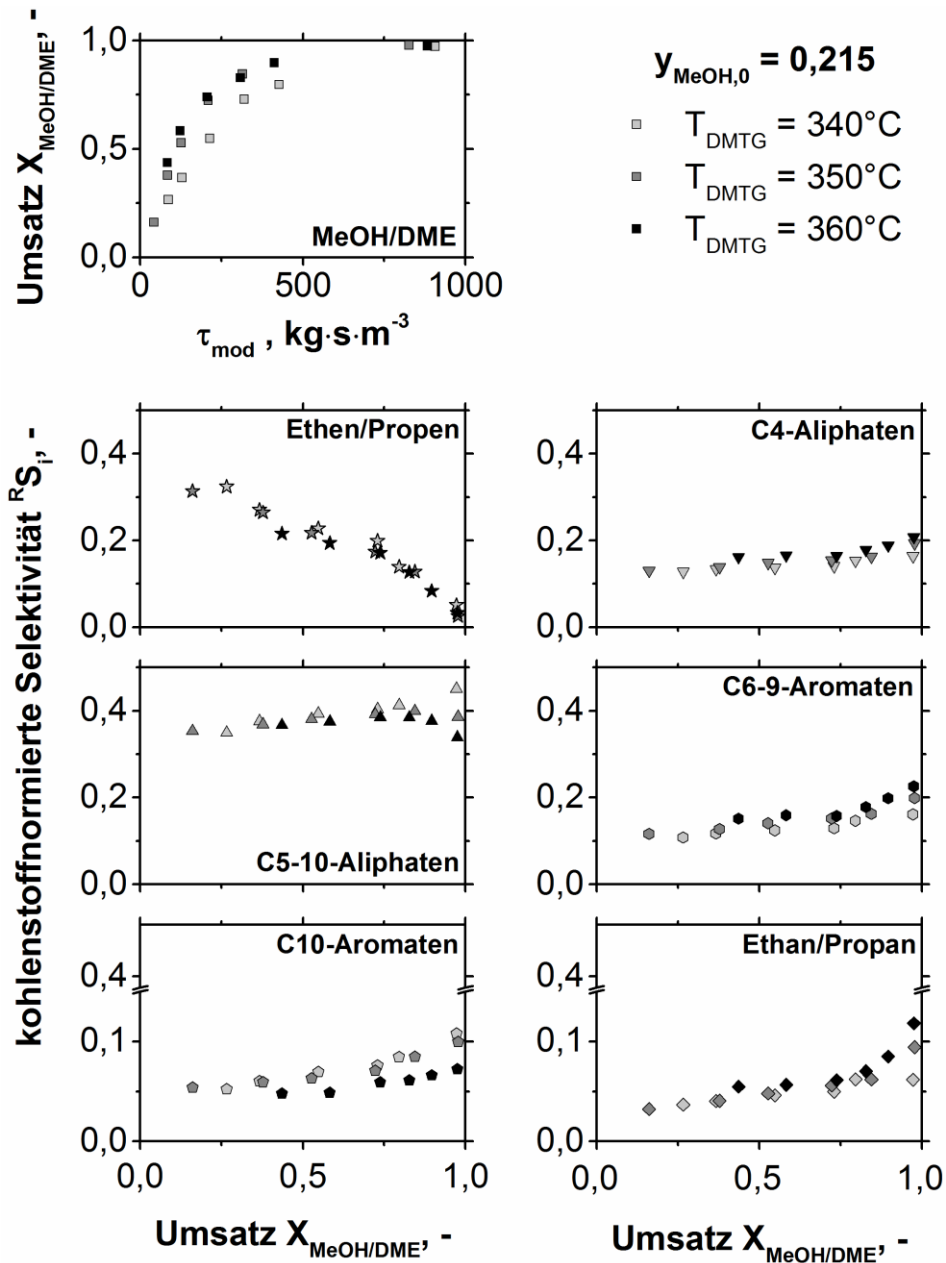 Umsatz X_MeOH/DME, -
1,0
0,5
0,0
MeOH/DME
0 500 1000
τ_mod , kg·s·m⁻³
y_MeOH,0 = 0,215
T_DMTG = 340°C
T_DMTG = 350°C
T_DMTG = 360°C
kohlenstoffnormierte Selektivität ᴿS_i, -
Ethen/Propen
0,4
0,2
0,0
C4-Aliphaten
0,4
0,2
0,0
C5-10-Aliphaten
0,4
0,2
0,0
C6-9-Aromaten
0,4
0,2
0,0
C10-Aromaten
0,4
0,1
0,0
0,0 0,5 1,0
Umsatz X_MeOH/DME, -
Ethan/Propan
0,4
0,1
0,0
0,0 0,5 1,0
Umsatz X_MeOH/DME, -